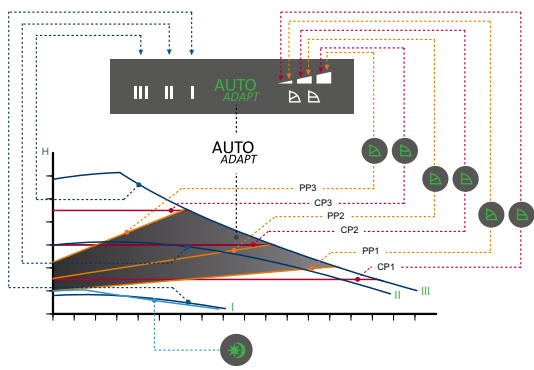 III II I AUTO
ADAPT
AUTO
ADAPT
H
PP3
CP3
PP2
CP2
PP1
CP1
III
II
I